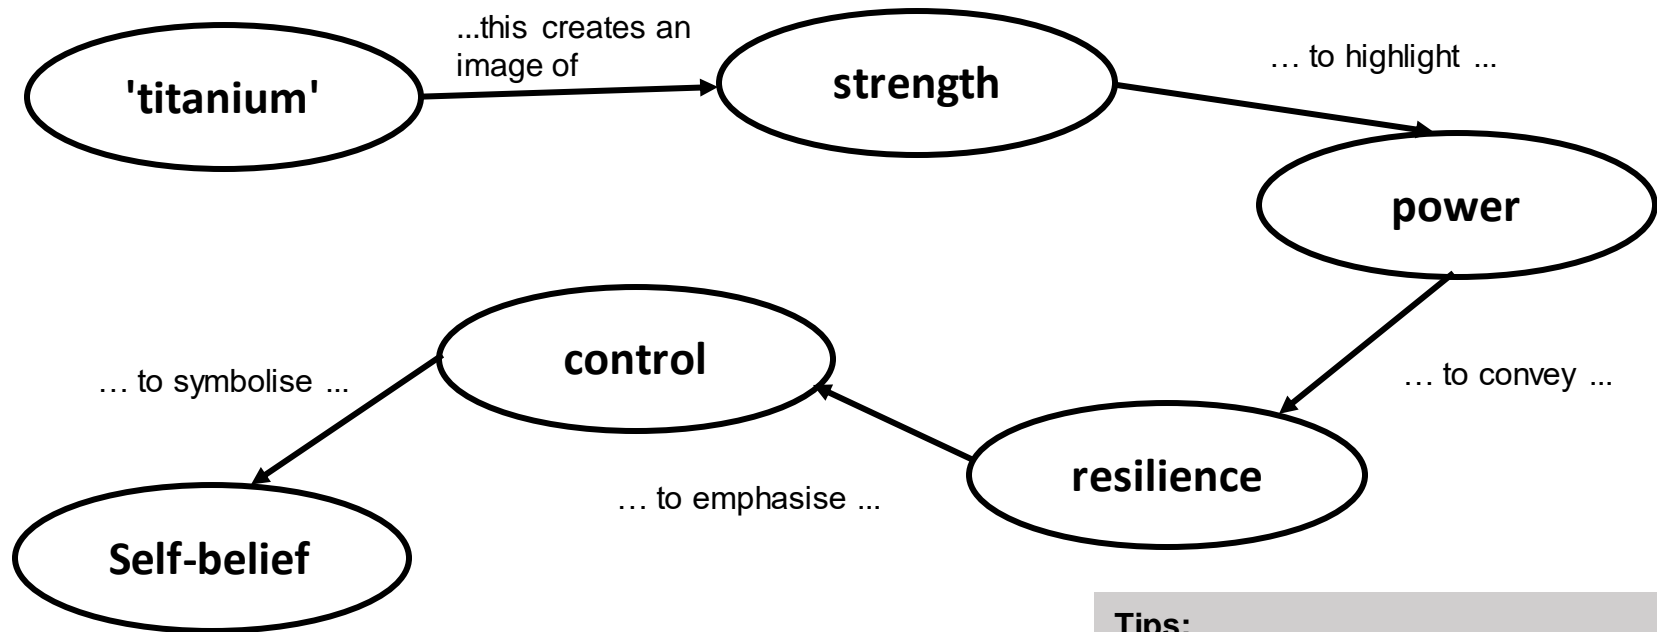 'titanium'
...this creates an
image of
strength
… to highlight ...
power
… to convey ...
resilience
… to emphasise ...
control
… to symbolise ...
Self-belief
Tips: